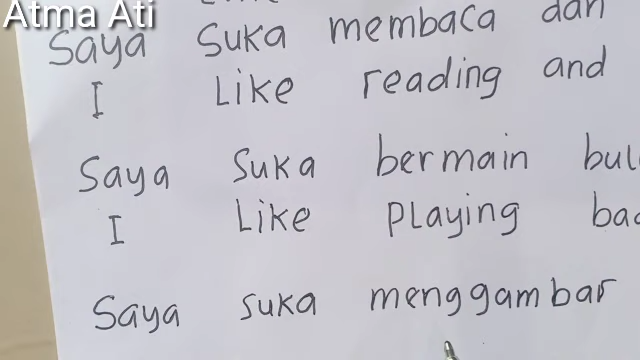 Atma Ati
Saya Suka membaca dan
I Like reading and
Saya Suka bermain
I Like Playing
Saya suka menggambar